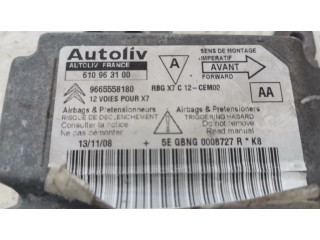 Autoliv
AUTOLIV FRANCE
610 96 31 00
SENS DE MONTAGE
IMPERATIF
AVANT
FORWARD
A
9665558180
RBG X7 C 12-CEM02
12 VOIES POUR X7
AA
Airbags & Pretensionneurs
RISQUE DE DECLENCHEMENT
Consulter la notice
Ne pas démonter
Airbags & Pretensioners
TRIGGERING HAZARD
Read manual
Do not dismantle
13/11/08 + 5E GBNG 0008727 R * K8